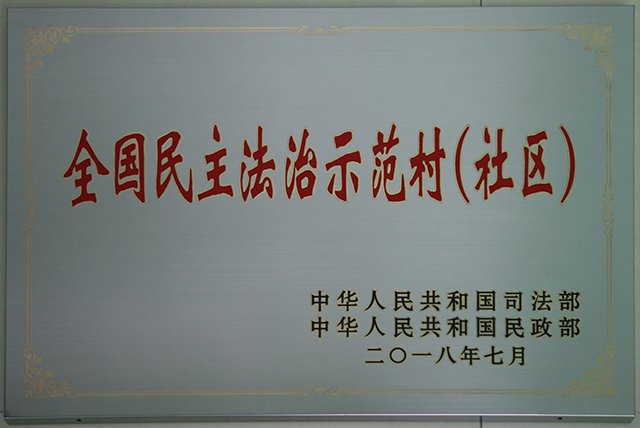 全国民主法治示范村(社区)
中华人民共和国司法部
中华人民共和国民政部
二〇一八年七月